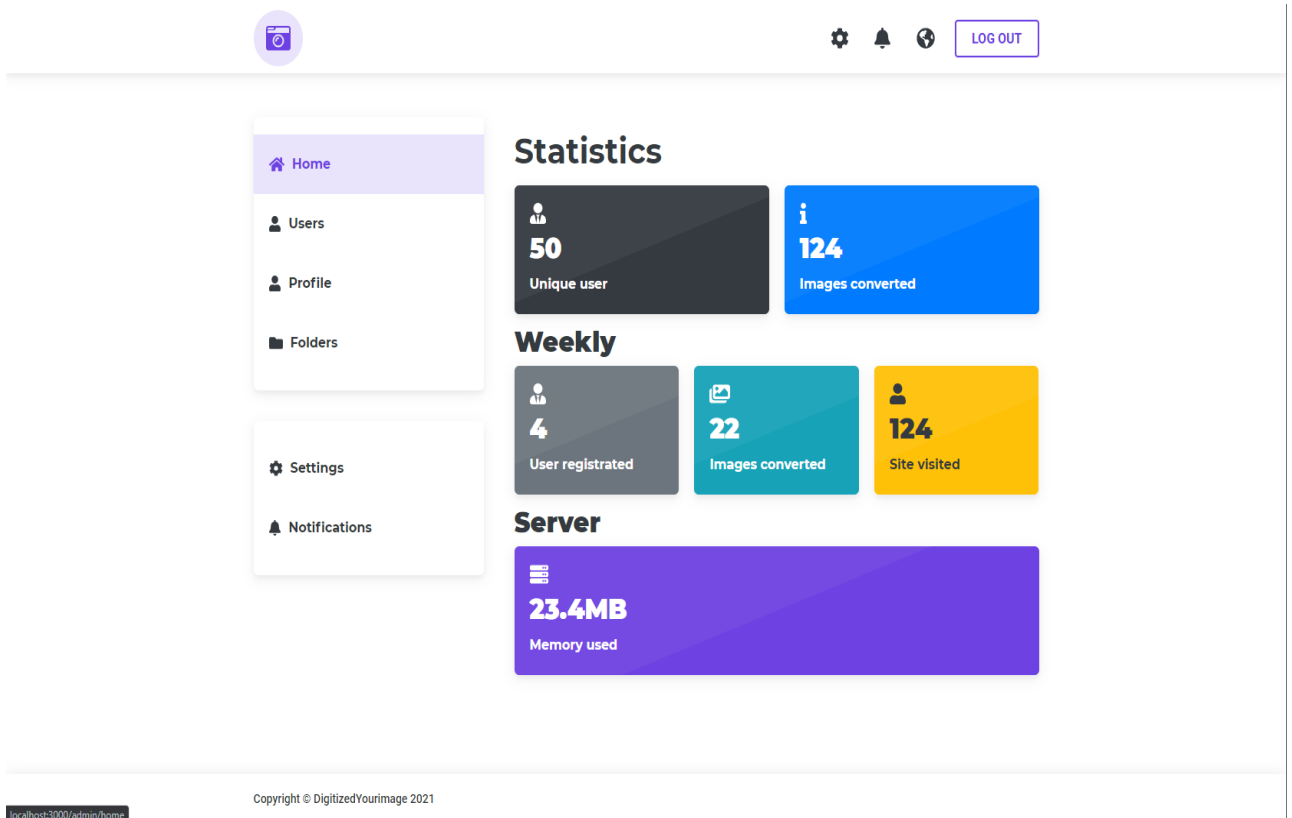 LOG OUT
Home
Users
Profile
Folders
Settings
Notifications
Statistics
50
Unique user
124
Images converted
Weekly
4
User registrated
22
Images converted
124
Site visited
Server
23.4MB
Memory used
Copyright © DigitizedYourimage 2021
localhost:3000/admin/home